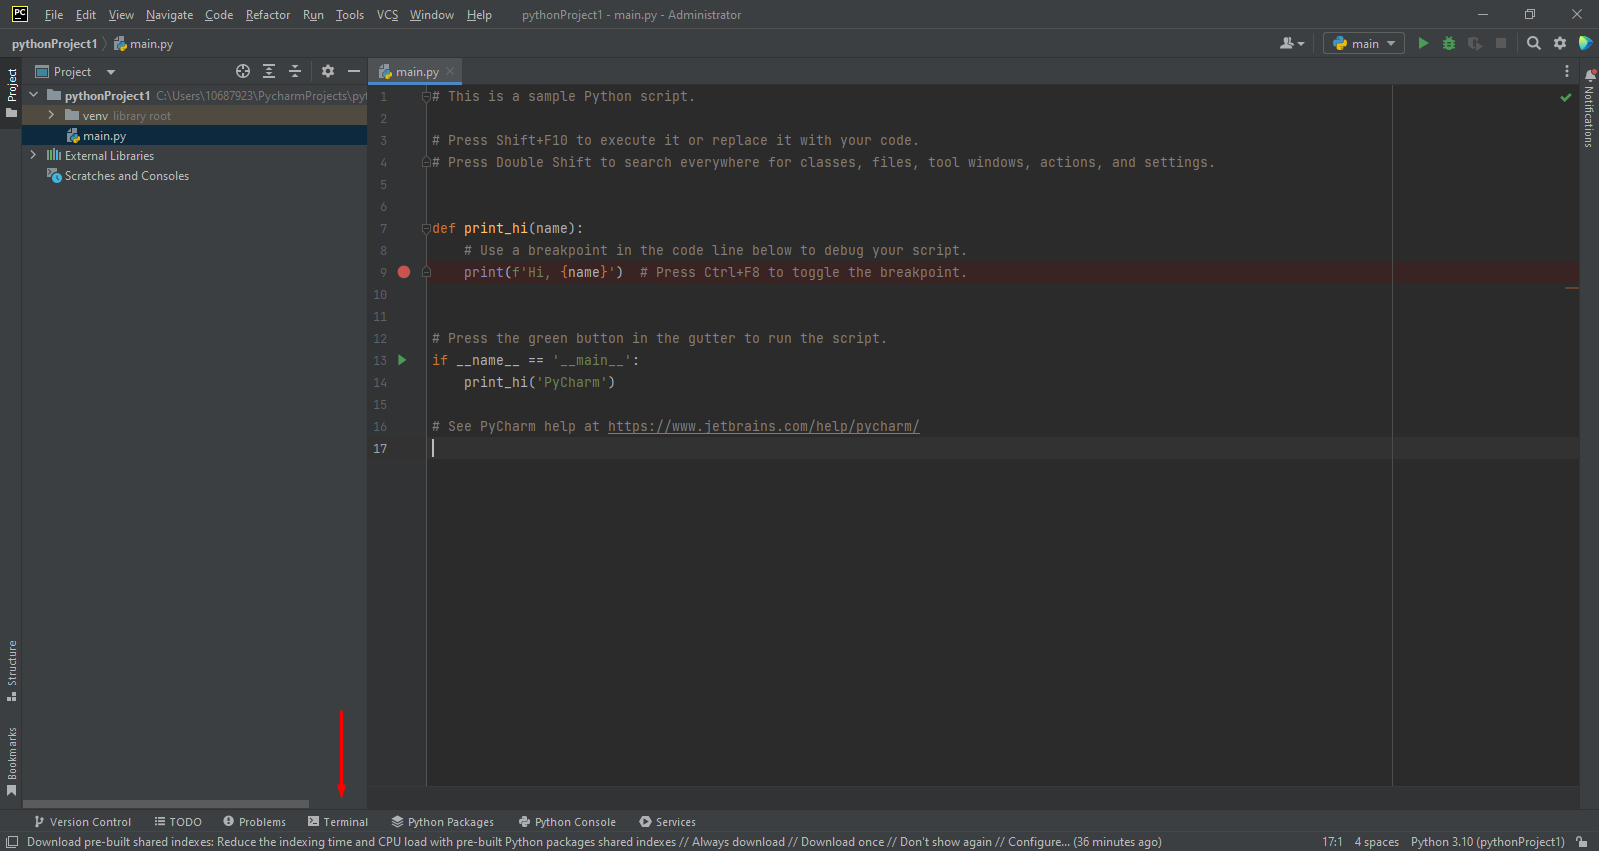 PC File Edit View Navigate Code Refactor Run Tools VCS Window Help pythonProject1 - main.py - Administrator
pythonProject1 main.py
main
Project
Project
main.py
Notifications
pythonProject1 C:\Users\10687923\PycharmProjects\pyt
venv library root
main.py
External Libraries
Scratches and Consoles
1 # This is a sample Python script.
2
3 # Press Shift+F10 to execute it or replace it with your code.
4 # Press Double Shift to search everywhere for classes, files, tool windows, actions, and settings.
5
6
7 def print_hi(name):
8     # Use a breakpoint in the code line below to debug your script.
9     print(f'Hi, {name}')  # Press Ctrl+F8 to toggle the breakpoint.
10
11
12 # Press the green button in the gutter to run the script.
13 if __name__ == '__main__':
14     print_hi('PyCharm')
15
16 # See PyCharm help at https://www.jetbrains.com/help/pycharm/
17
Structure
Bookmarks
Version Control TODO Problems Terminal Python Packages Python Console Services
Download pre-built shared indexes: Reduce the indexing time and CPU load with pre-built Python packages shared indexes // Always download // Download once // Don't show again // Configure... (36 minutes ago) 17:1 4 spaces Python 3.10 (pythonProject1)